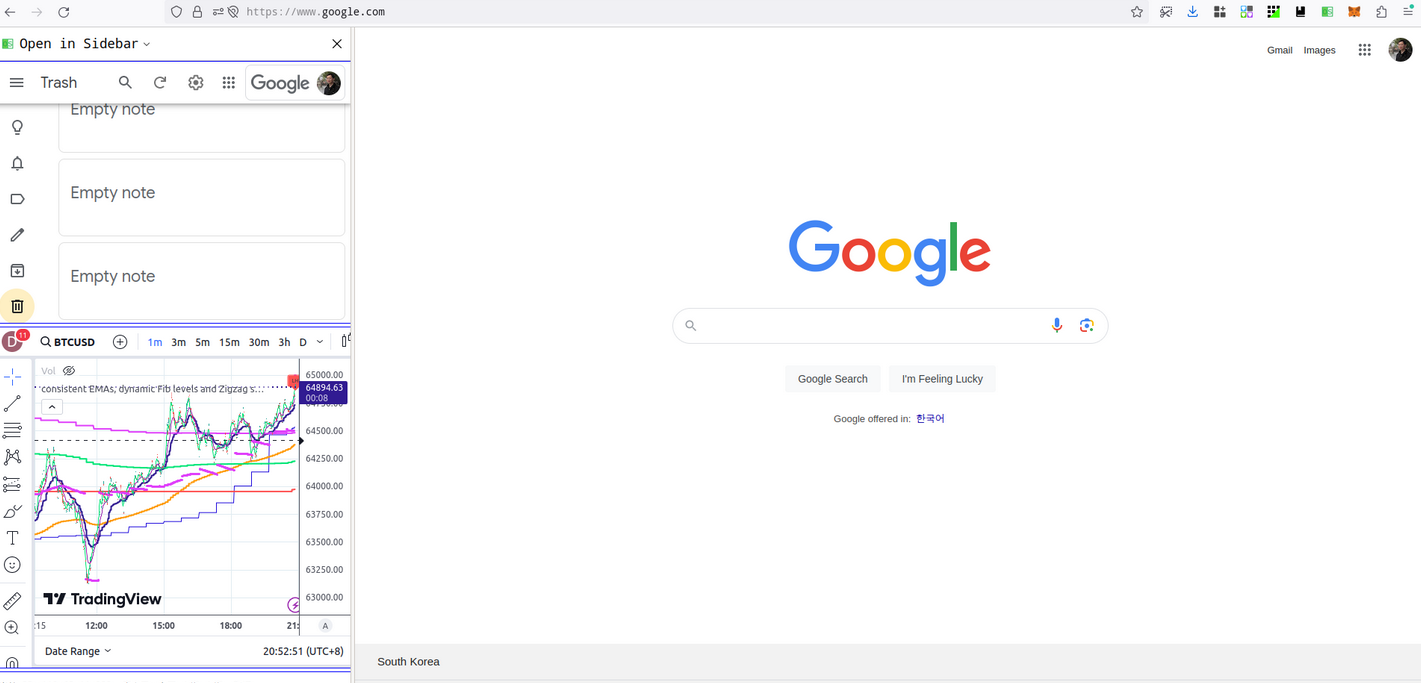 https://www.google.com
Open in Sidebar
Trash
Google
Empty note
Empty note
Empty note
D
11
BTCUSD
1m 3m 5m 15m 30m 3h D
Vol
consistent EMAs, dynamic Fib levels and Zigzag s...
65000.00
64894.63
00:08
64500.00
64250.00
64000.00
63750.00
63500.00
63250.00
63000.00
TradingView
:15 12:00 15:00 18:00 21: A
Date Range
20:52:51 (UTC+8)
Gmail Images
Google
Google Search I'm Feeling Lucky
Google offered in: 한국어
South Korea